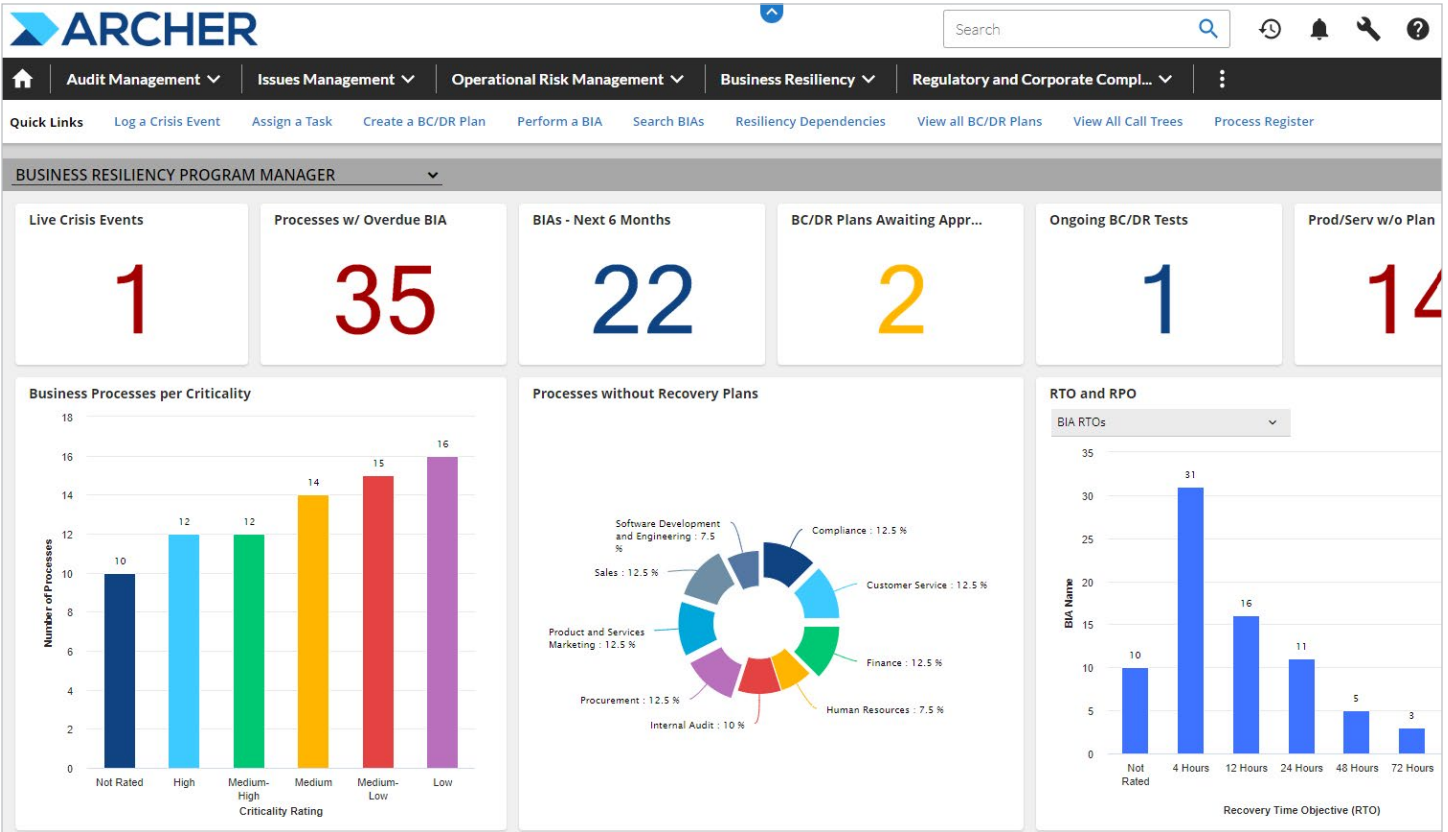 ARCHER
Search
Audit Management
Issues Management
Operational Risk Management
Business Resiliency
Regulatory and Corporate Compl...
Quick Links
Log a Crisis Event
Assign a Task
Create a BC/DR Plan
Perform a BIA
Search BIAs
Resiliency Dependencies
View all BC/DR Plans
View All Call Trees
Process Register
BUSINESS RESILIENCY PROGRAM MANAGER
Live Crisis Events
1
Processes w/ Overdue BIA
35
BIAs - Next 6 Months
22
BC/DR Plans Awaiting Appr...
2
Ongoing BC/DR Tests
1
Prod/Serv w/o Plan
14
Business Processes per Criticality
18
16
14
12
10
8
6
4
2
0
Number of Processes
10
12
12
14
15
16
Not Rated
High
Medium-
High
Medium
Medium-
Low
Low
Criticality Rating
Processes without Recovery Plans
Software Development
and Engineering : 7.5
%
Compliance : 12.5 %
Sales : 12.5 %
Customer Service : 12.5 %
Product and Services
Marketing : 12.5 %
Finance : 12.5 %
Procurement : 12.5 %
Human Resources : 7.5 %
Internal Audit : 10 %
RTO and RPO
BIA RTOs
35
30
25
20
15
10
5
0
BIA Name
10
31
16
11
5
3
Not
Rated
4 Hours
12 Hours
24 Hours
48 Hours
72 Hours
Recovery Time Objective (RTO)